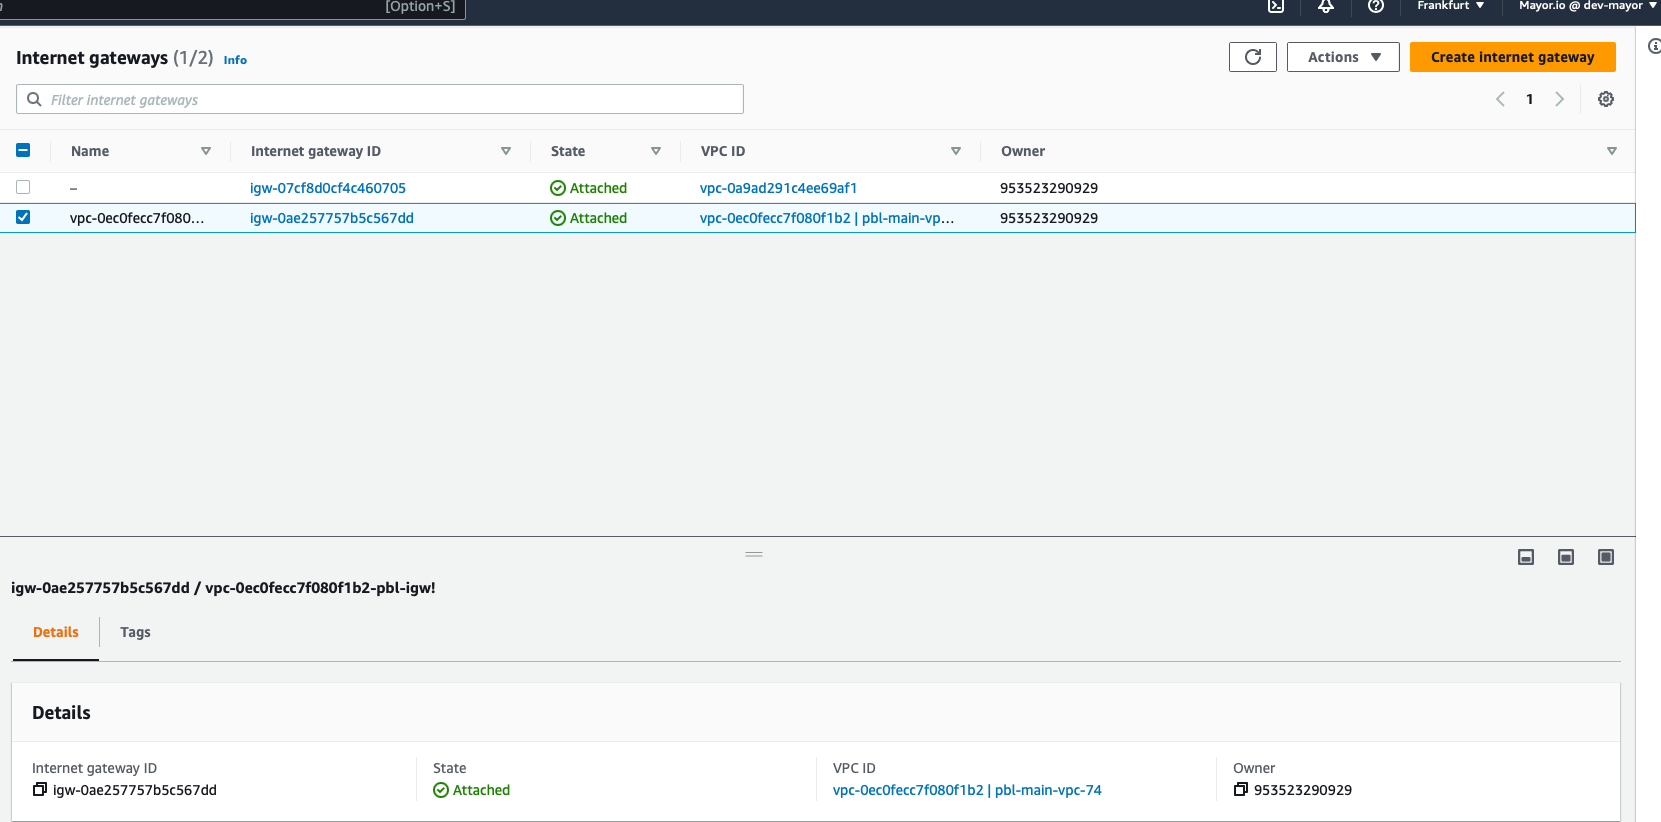 [Option+S]
Frankfurt
Mayor.io @ dev-mayor
Internet gateways (1/2) Info
Actions
Create internet gateway
Filter internet gateways
1
Name Internet gateway ID State VPC ID Owner
– igw-07cf8d0cf4c460705 Attached vpc-0a9ad291c4ee69af1 953523290929
vpc-0ec0fecc7f080... igw-0ae257757b5c567dd Attached vpc-0ec0fecc7f080f1b2 | pbl-main-vp... 953523290929
igw-0ae257757b5c567dd / vpc-0ec0fecc7f080f1b2-pbl-igw!
Details Tags
Details
Internet gateway ID State VPC ID Owner
igw-0ae257757b5c567dd Attached vpc-0ec0fecc7f080f1b2 | pbl-main-vpc-74 953523290929